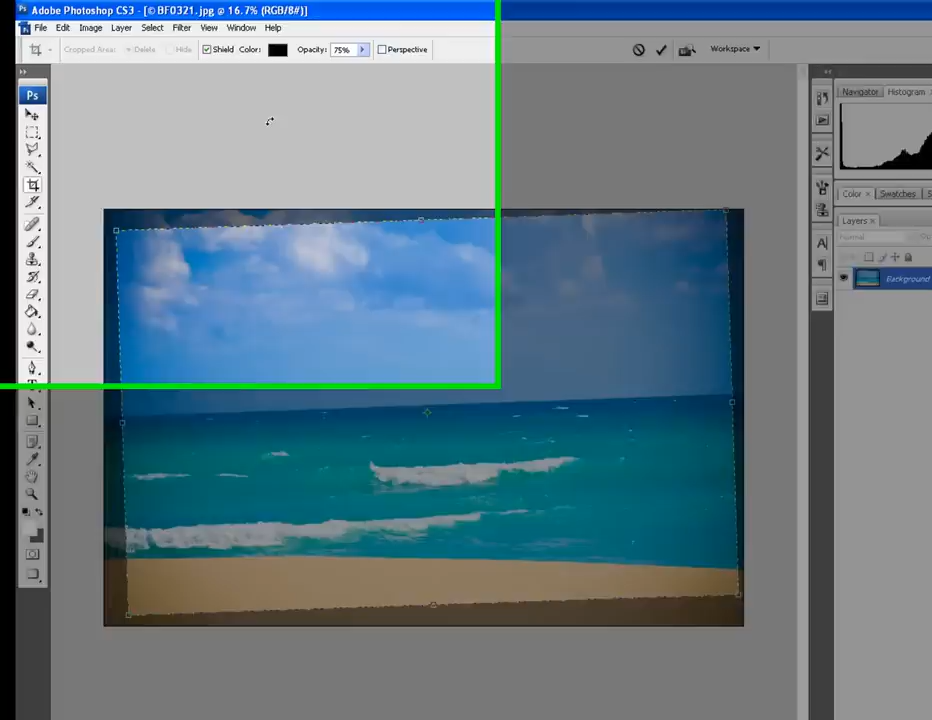 Ps Adobe Photoshop CS3 - [© BF0321.jpg @ 16.7% (RGB/8#)]
File Edit Image Layer Select Filter View Window Help
Cropped Area: Delete Hide Shield Color: Opacity: 75% Perspective Workspace
Ps
Navigator Histogram
Color Swatches S
Layers
Normal
Background
A
T